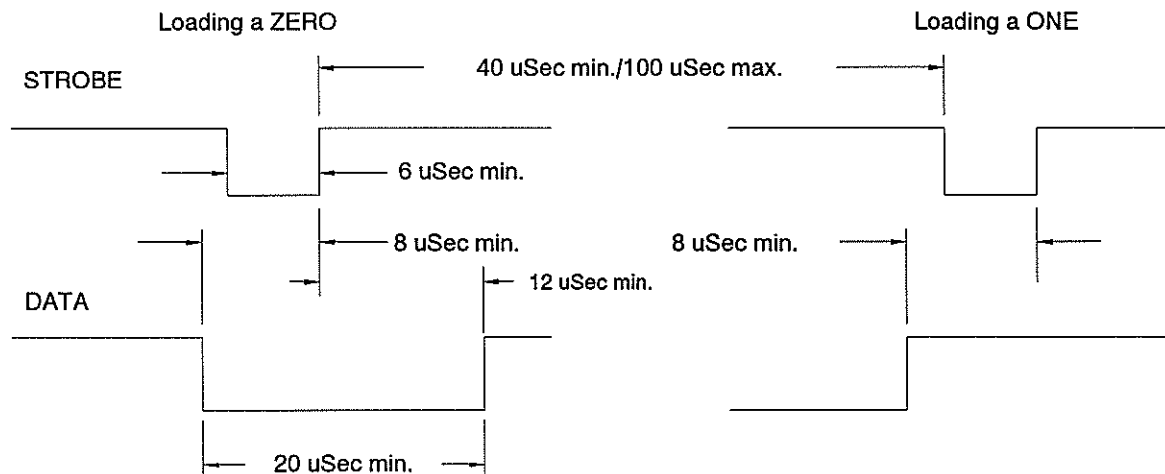 Loading a ZERO
Loading a ONE
40 uSec min./100 uSec max.
STROBE
6 uSec min.
8 uSec min.
8 uSec min.
12 uSec min.
DATA
20 uSec min.